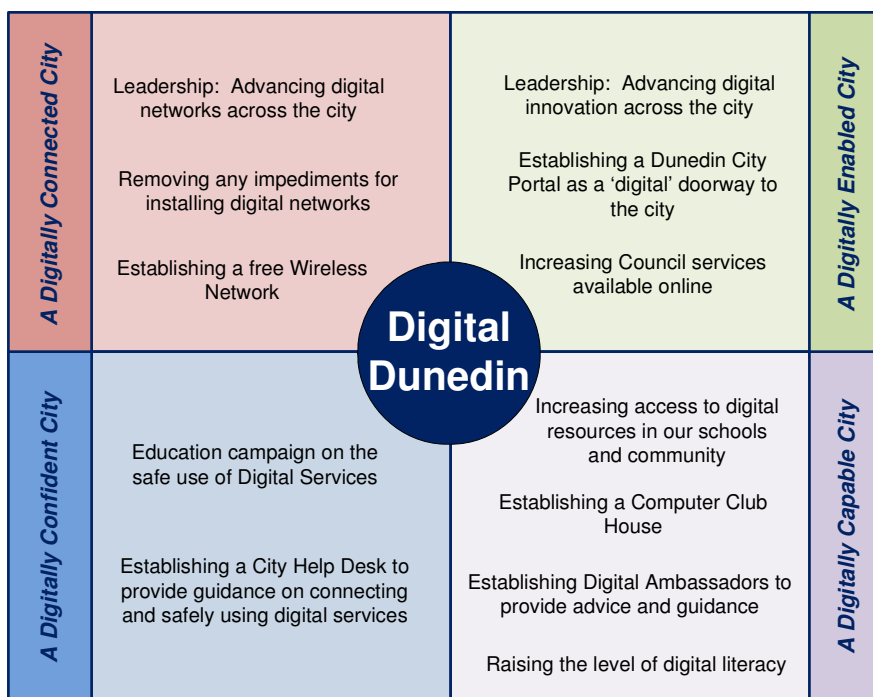 A Digitally Connected City
Leadership:  Advancing digital
networks across the city
Removing any impediments for
installing digital networks
Establishing a free Wireless
Network
Leadership:  Advancing digital
innovation across the city
Establishing a Dunedin City
Portal as a ‘digital’ doorway to
the city
Increasing Council services
available online
A Digitally Enabled City
Digital
Dunedin
A Digitally Confident City
Education campaign on the
safe use of Digital Services
Establishing a City Help Desk to
provide guidance on connecting
and safely using digital services
Increasing access to digital
resources in our schools
and community
Establishing a Computer Club
House
Establishing Digital Ambassadors to
provide advice and guidance
Raising the level of digital literacy
A Digitally Capable City